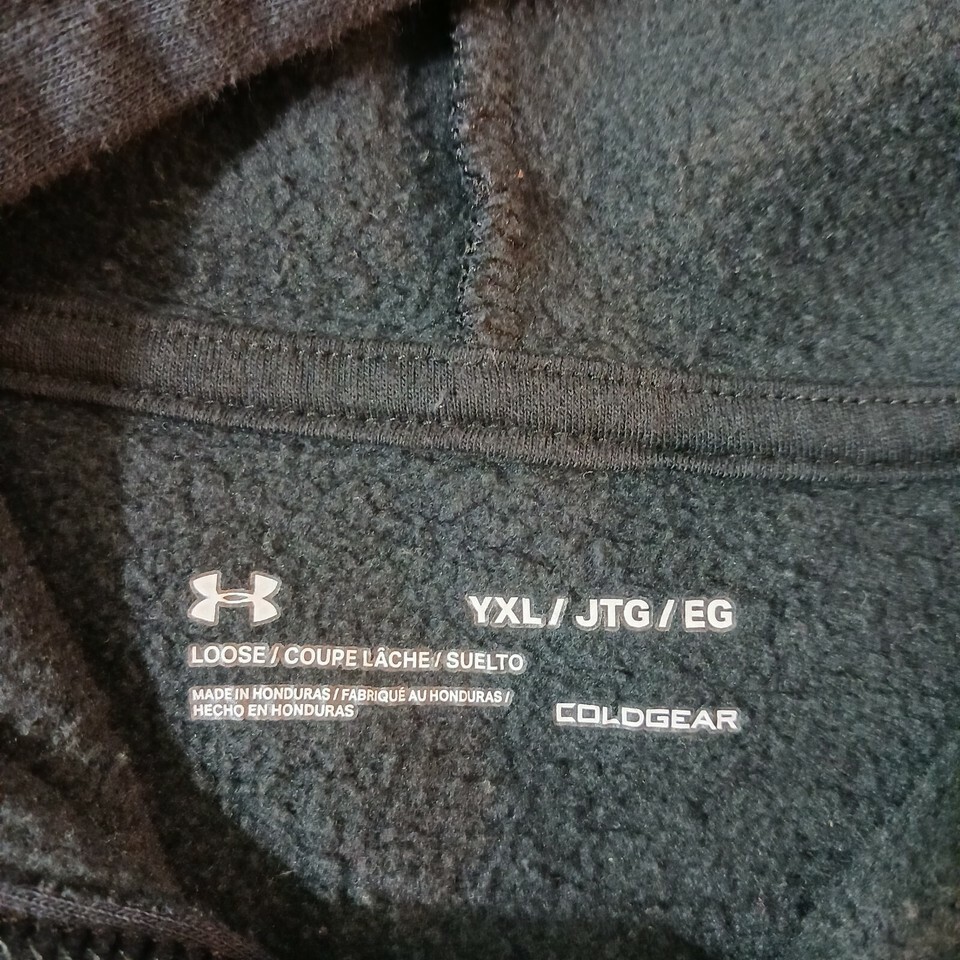 YXL / JTG / EG
LOOSE / COUPE LÂCHE / SUELTO
MADE IN HONDURAS / FABRIQUÉ AU HONDURAS /
HECHO EN HONDURAS
COLDGEAR